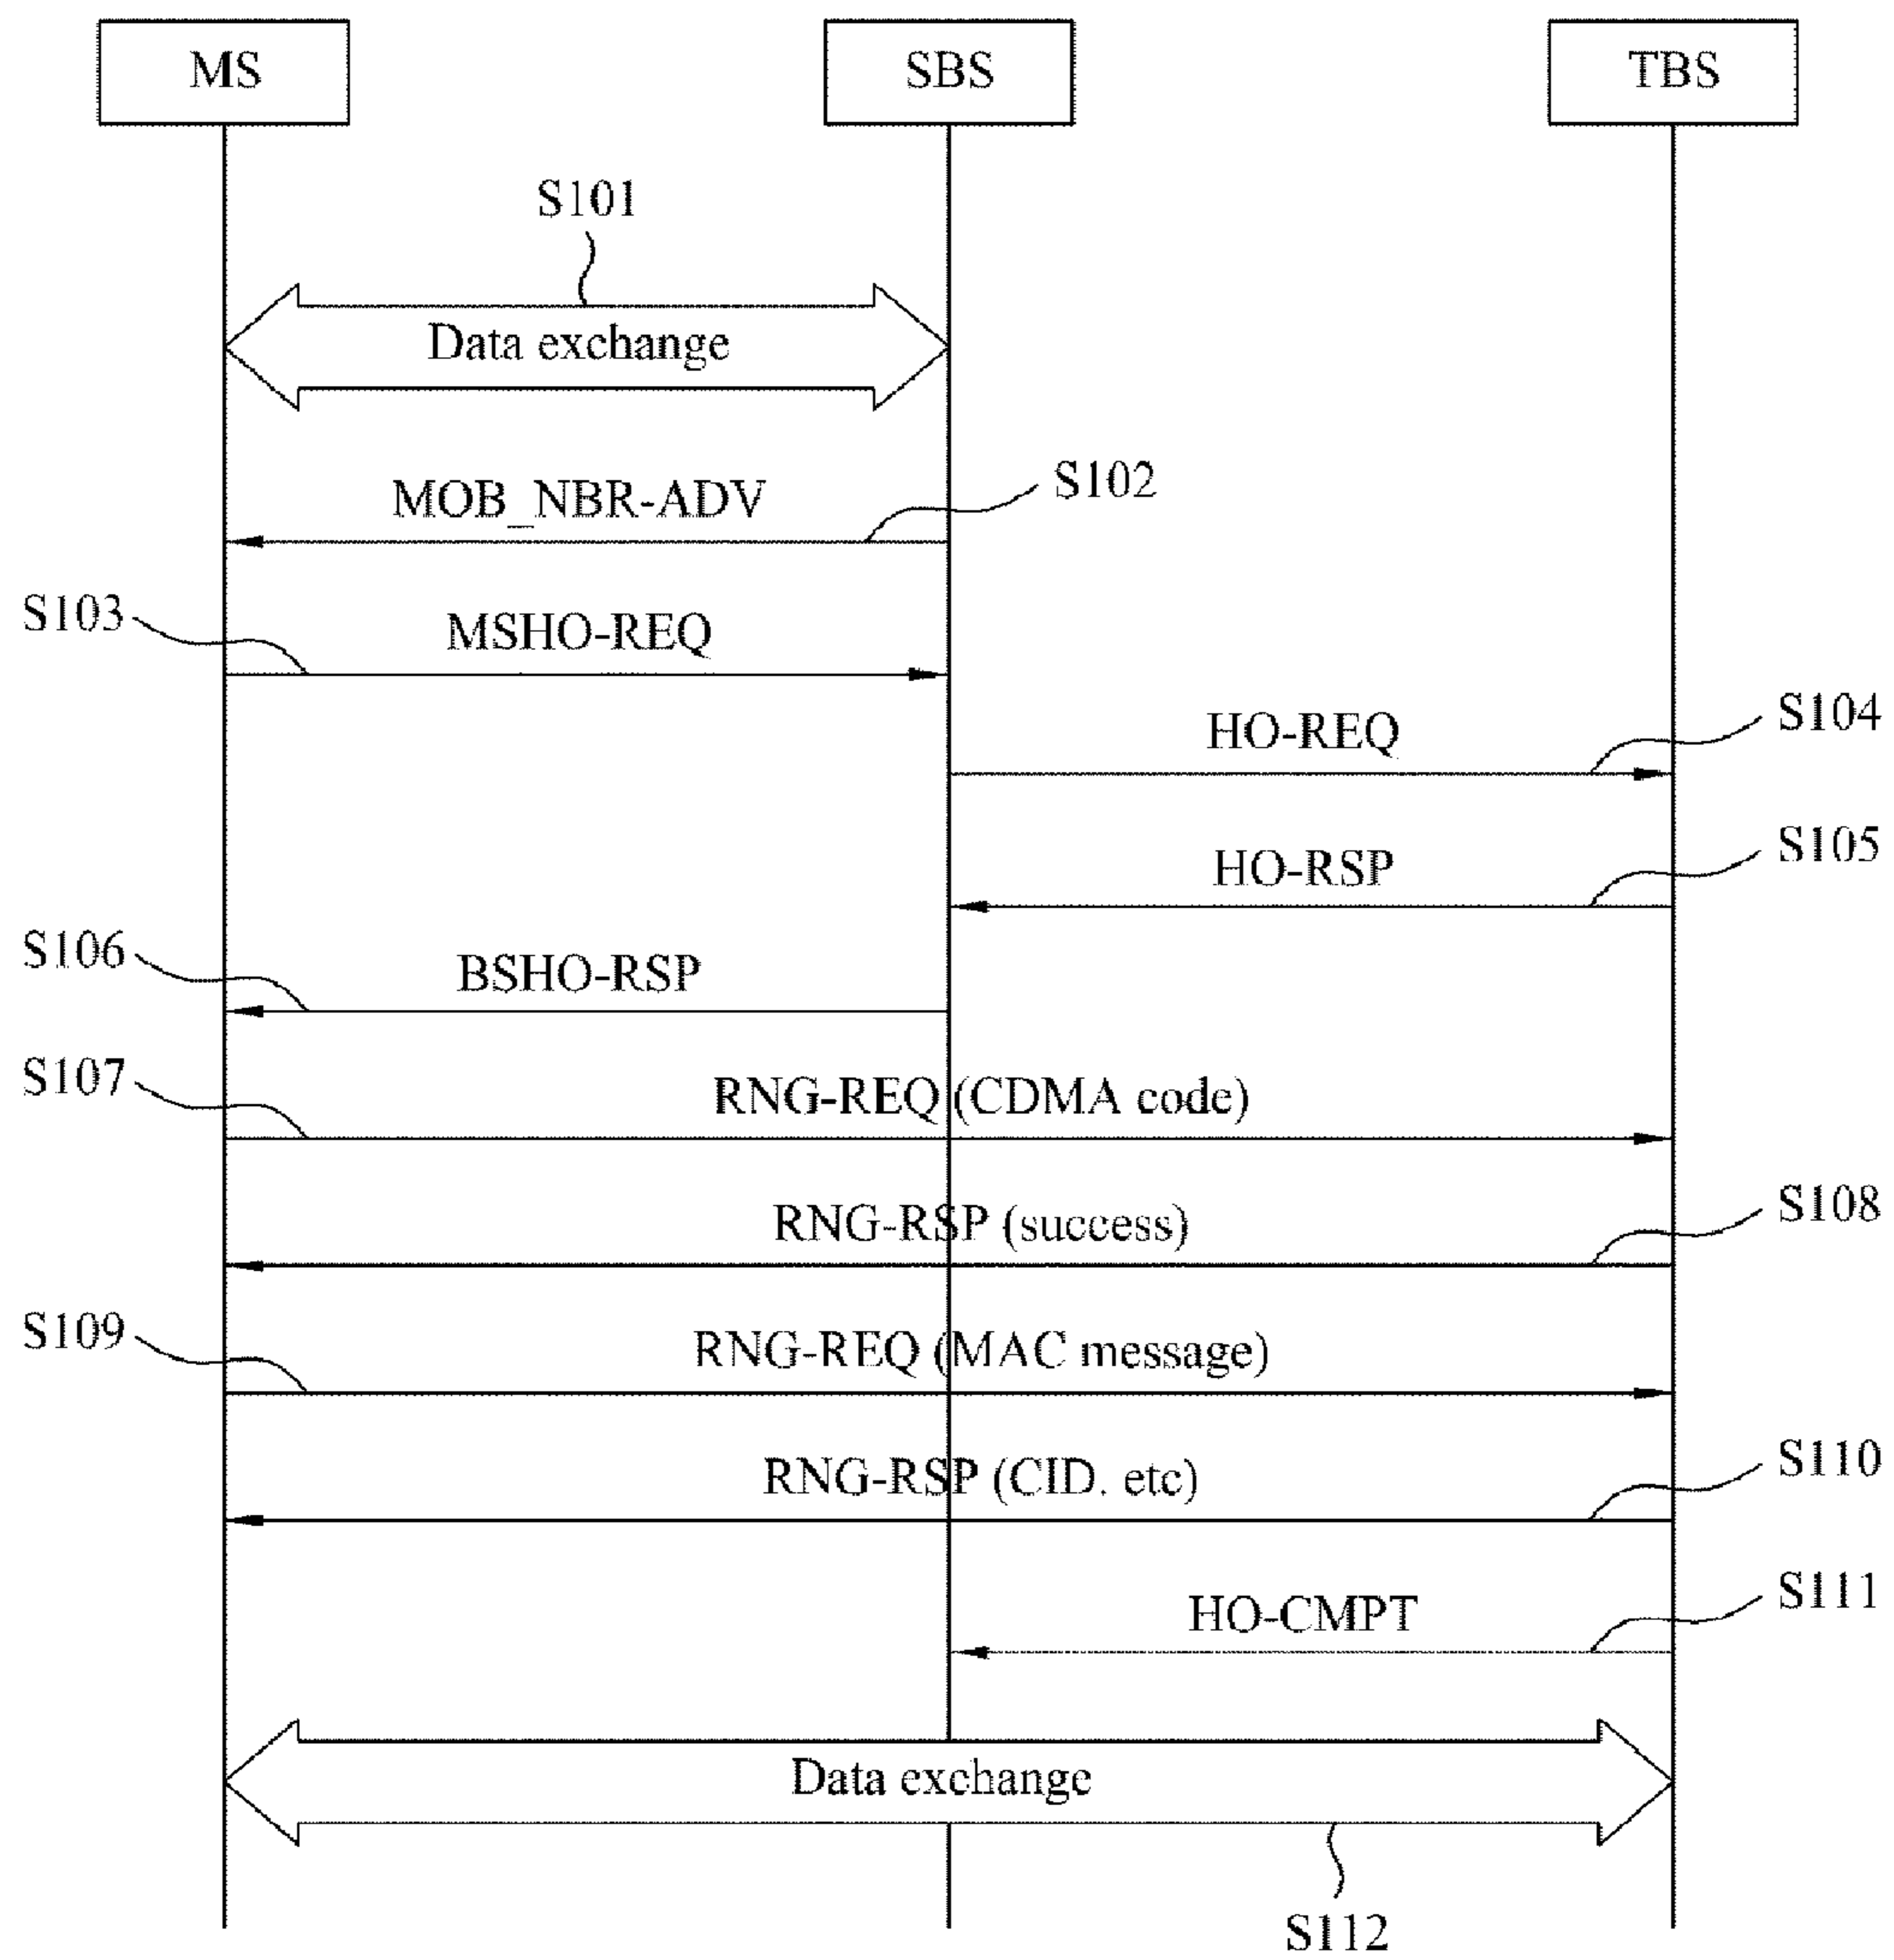 MS
SBS
TBS
S101
Data exchange
MOB_NBR-ADV
S102
S103
MSHO-REQ
HO-REQ
S104
HO-RSP
S105
S106
BSHO-RSP
S107
RNG-REQ (CDMA code)
RNG-RSP (success)
S108
S109
RNG-REQ (MAC message)
RNG-RSP (CID. etc)
S110
HO-CMPT
S111
Data exchange
S112